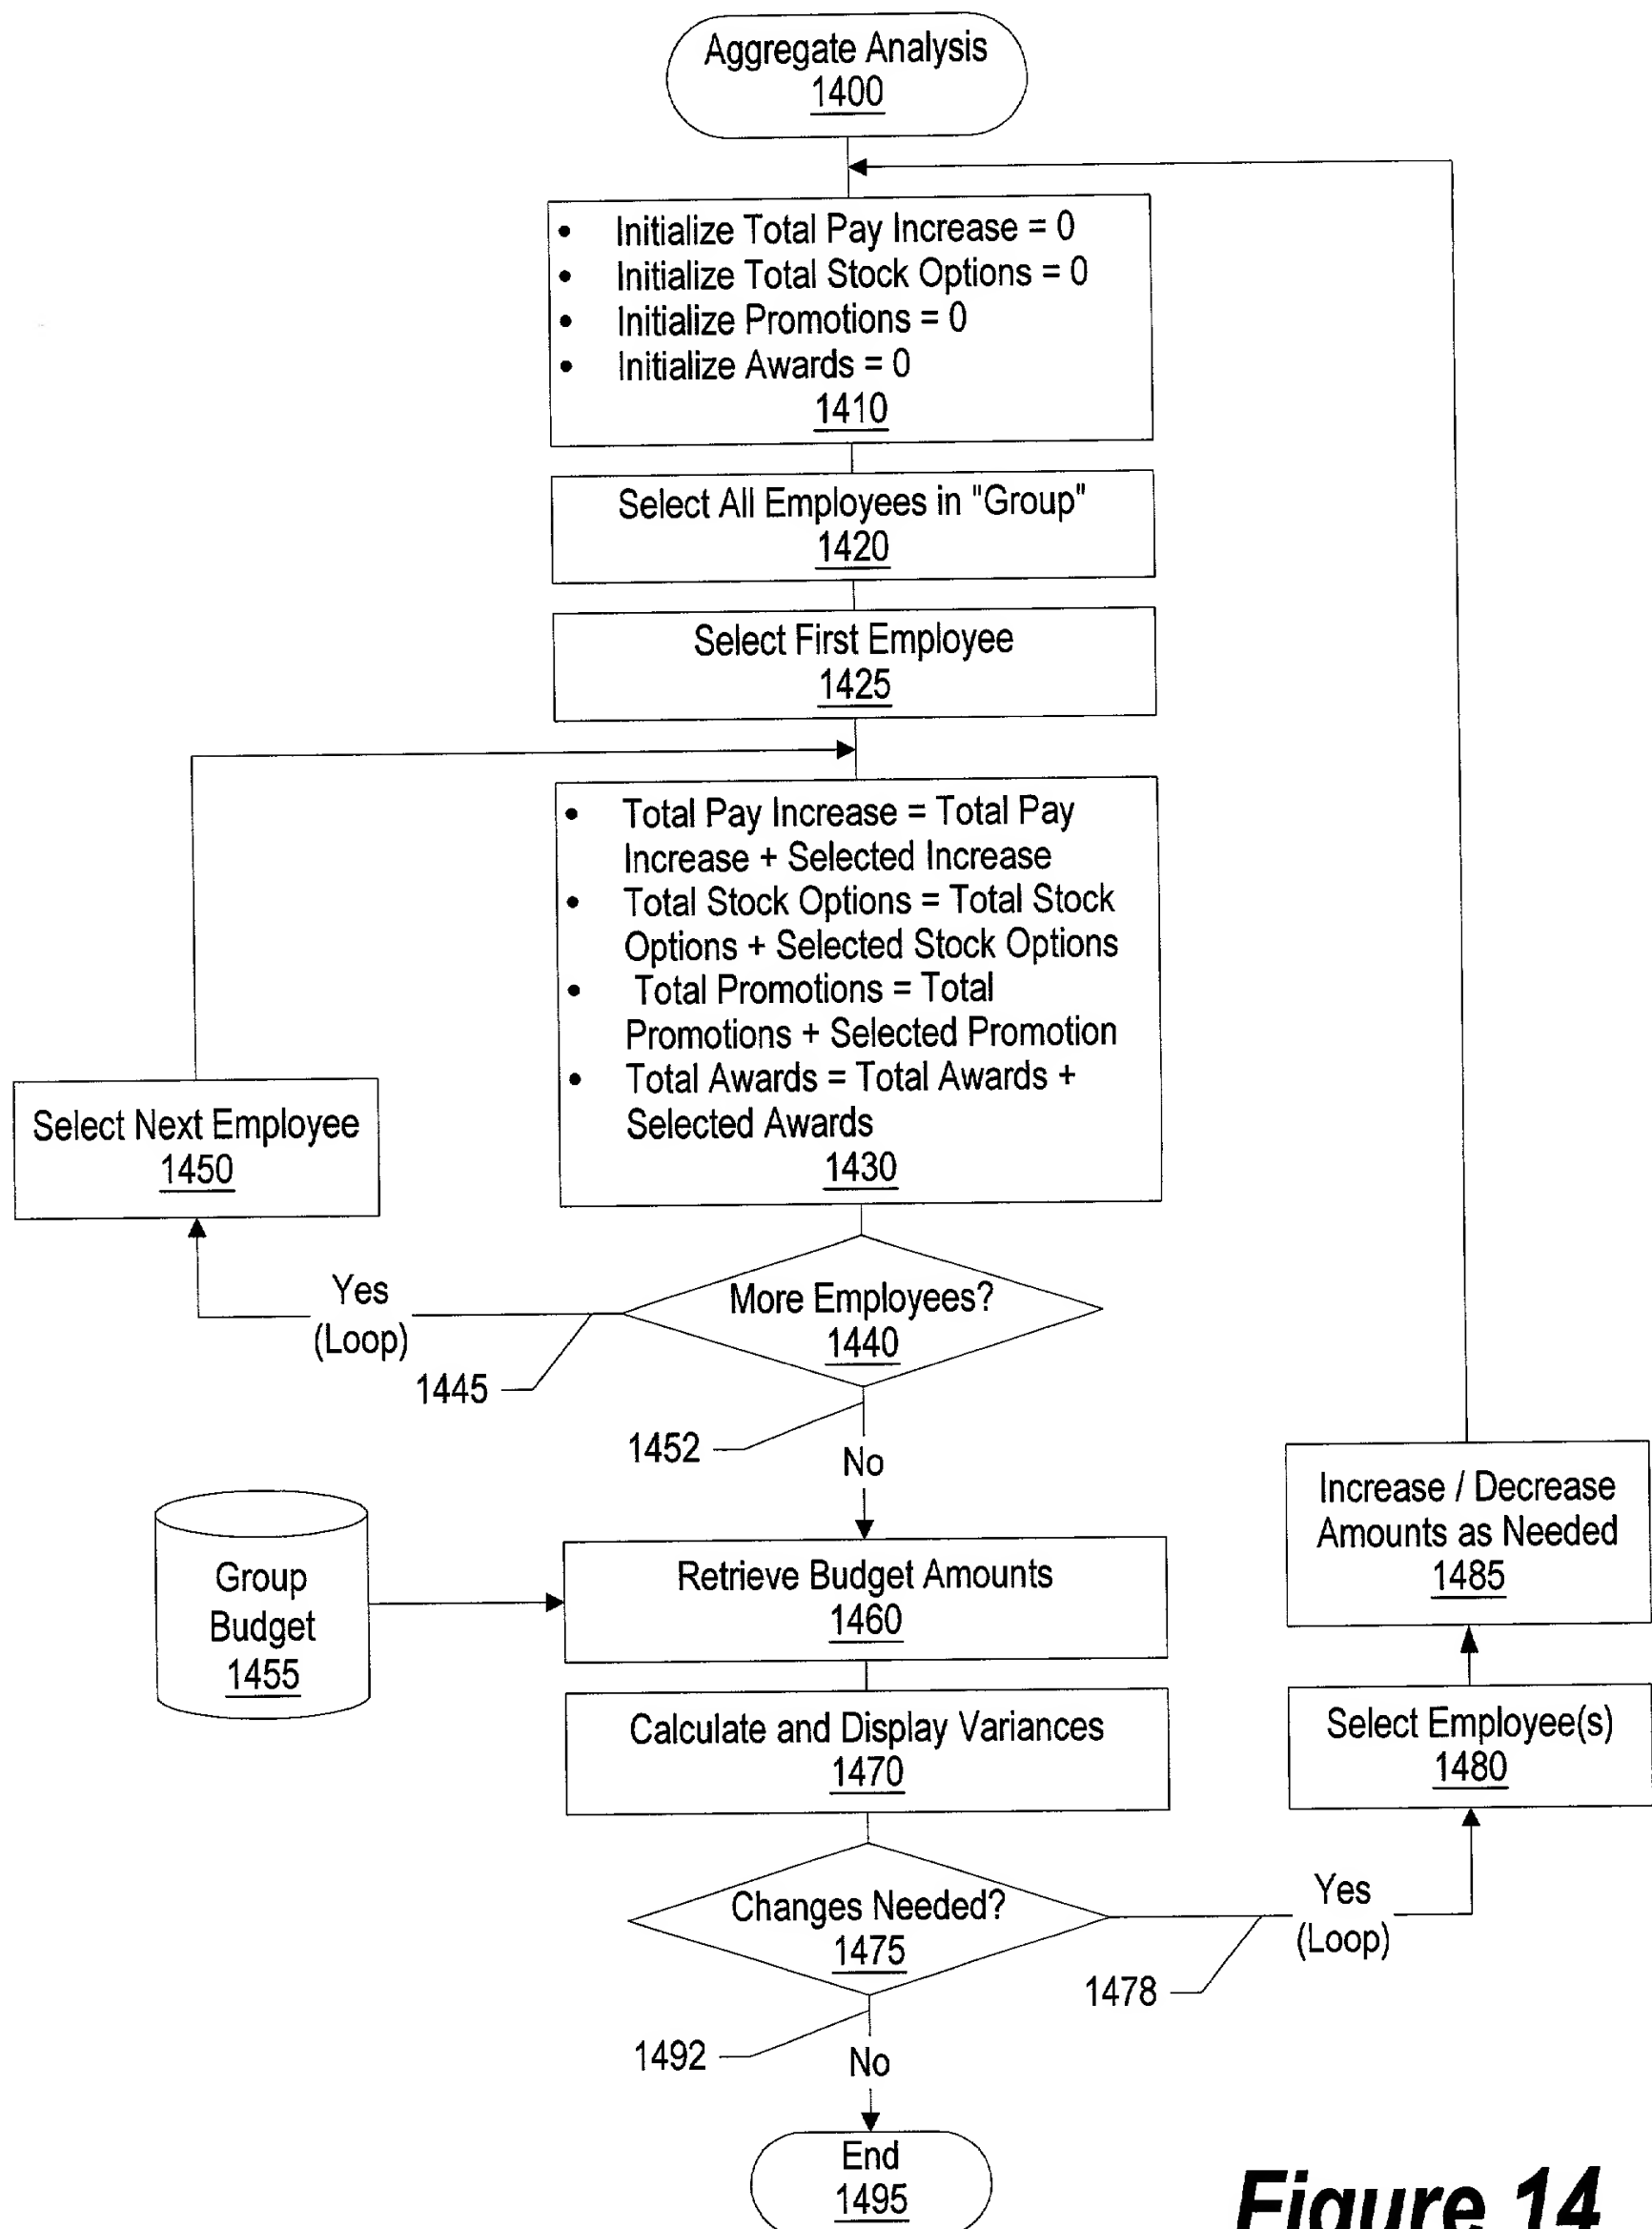 Aggregate Analysis
1400
• Initialize Total Pay Increase = 0
• Initialize Total Stock Options = 0
• Initialize Promotions = 0
• Initialize Awards = 0
1410
Select All Employees in "Group"
1420
Select First Employee
1425
• Total Pay Increase = Total Pay
Increase + Selected Increase
• Total Stock Options = Total Stock
Options + Selected Stock Options
• Total Promotions = Total
Promotions + Selected Promotion
• Total Awards = Total Awards +
Selected Awards
1430
Select Next Employee
1450
More Employees?
1440
Yes
(Loop)
1445
1452
No
Group
Budget
1455
Retrieve Budget Amounts
1460
Increase / Decrease
Amounts as Needed
1485
Calculate and Display Variances
1470
Select Employee(s)
1480
Changes Needed?
1475
Yes
(Loop)
1478
1492
No
End
1495
Figure 14